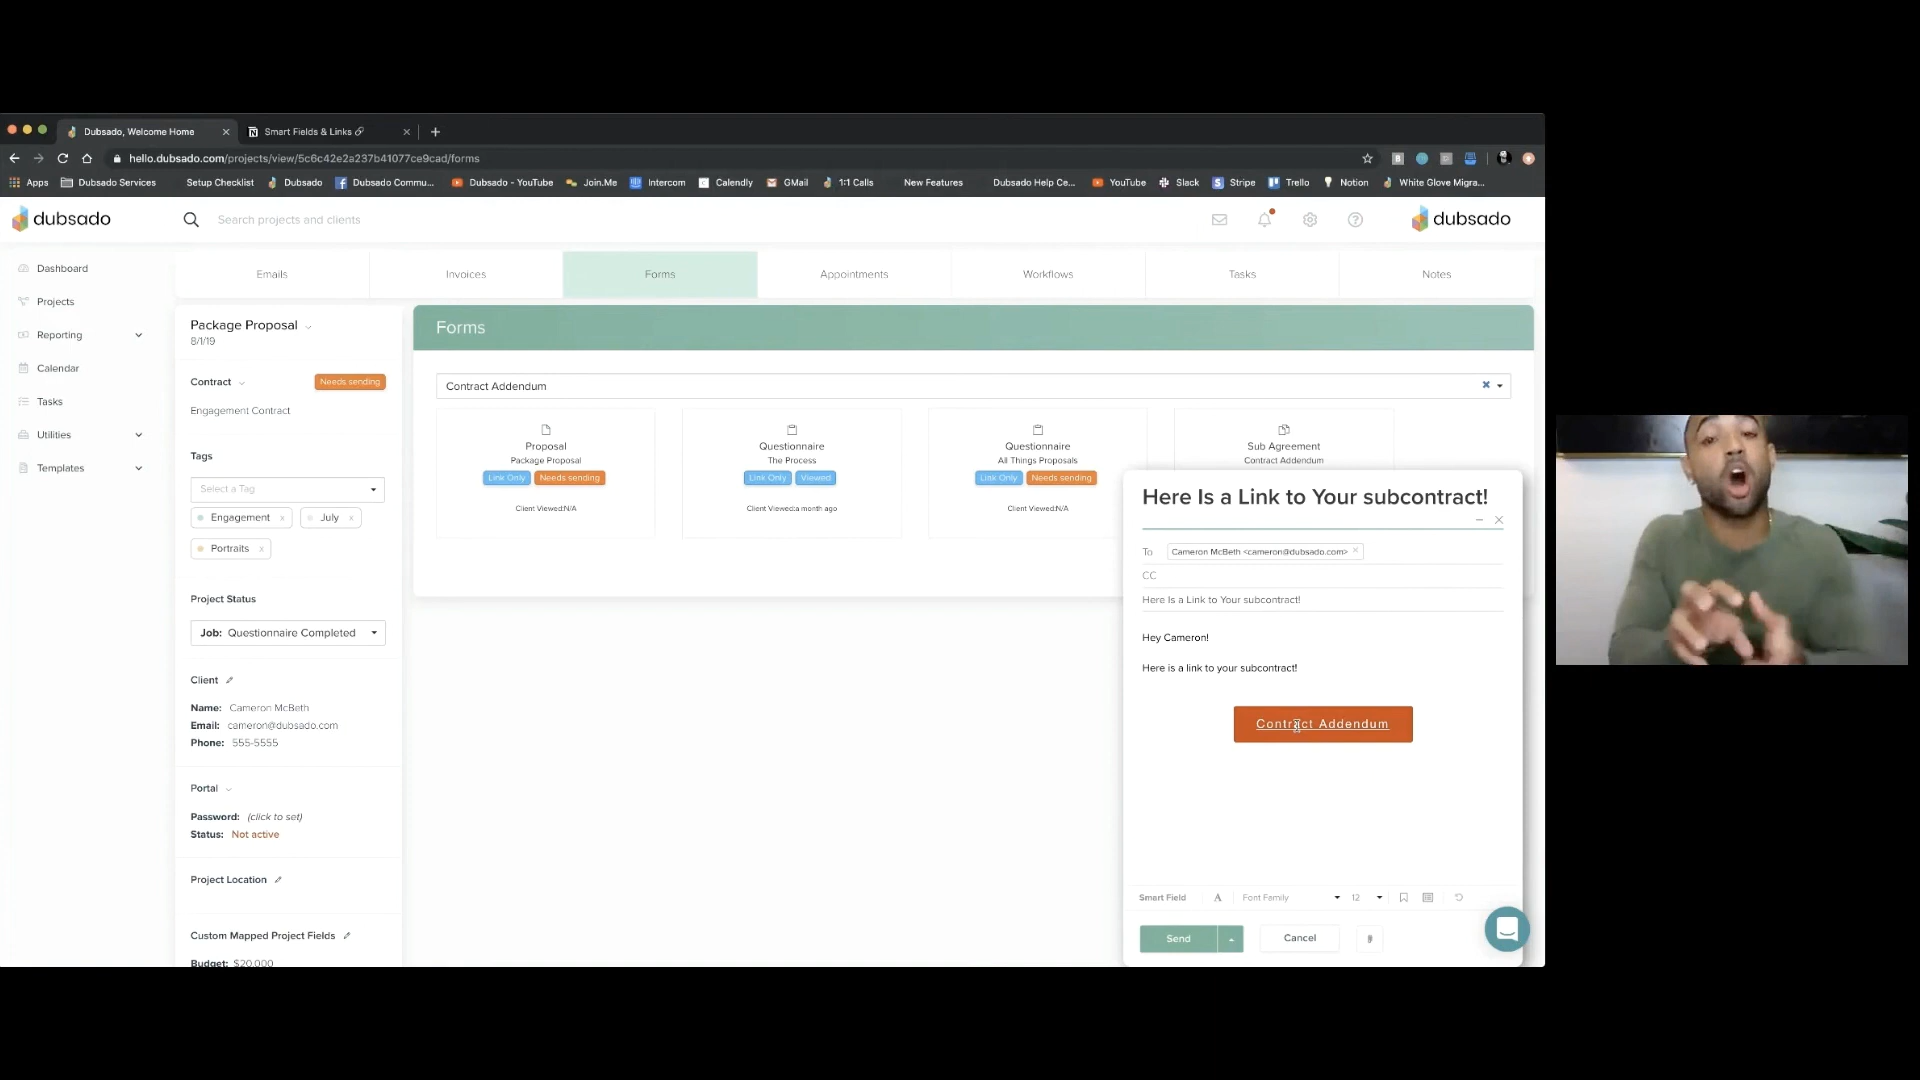 Dubsado, Welcome Home
Smart Fields & Links
hello.dubsado.com/projects/view/5c6c42e2a237b41077ce9cad/forms
Apps
Dubsado Services
Setup Checklist
Dubsado
Dubsado Commu...
Dubsado - YouTube
Join.Me
Intercom
Calendly
GMail
1:1 Calls
New Features
Dubsado Help Ce...
YouTube
Slack
Stripe
Trello
Notion
White Glove Migra...
dubsado
Search projects and clients
dubsado
Dashboard
Projects
Reporting
Calendar
Tasks
Utilities
Templates
Emails
Invoices
Forms
Appointments
Workflows
Tasks
Notes
Package Proposal
8/1/19
Contract
Needs sending
Engagement Contract
Tags
Select a Tag
Engagement x
July x
Portraits x
Project Status
Job: Questionnaire Completed
Client
Name: Cameron McBeth
Email: cameron@dubsado.com
Phone: 555-5555
Portal
Password: (click to set)
Status: Not active
Project Location
Custom Mapped Project Fields
Budget: $20,000
Forms
Contract Addendum
Proposal
Package Proposal
Link Only
Needs sending
Client Viewed:N/A
Questionnaire
The Process
Link Only
Viewed
Client Viewed:a month ago
Questionnaire
All Things Proposals
Link Only
Needs sending
Client Viewed:N/A
Sub Agreement
Contract Addendum
Here Is a Link to Your subcontract!
To
Cameron McBeth <cameron@dubsado.com>
CC
Here Is a Link to Your subcontract!
Hey Cameron!
Here is a link to your subcontract!
Contract Addendum
Smart Field
A
Font Family
12
Send
Cancel